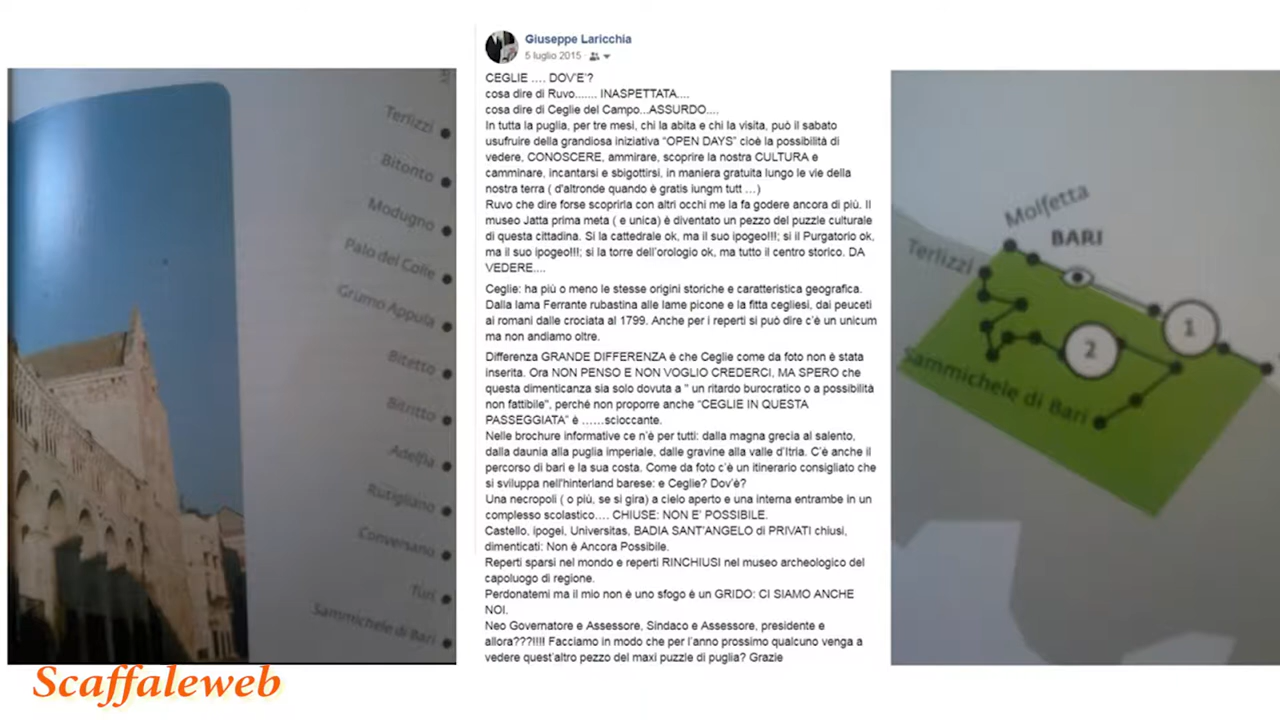 Terlizzi
Bitonto
Modugno
Palo del Colle
Grumo Appula
Bitetto
Bitritto
Adelfia
Rutigliano
Conversano
Turi
Sammichele di Bari
Scaffaleweb
Giuseppe Laricchia
5 luglio 2015 ·
CEGLIE .... DOV'E'?
cosa dire di Ruvo....... INASPETTATA....
cosa dire di Ceglie del Campo...ASSURDO....
In tutta la puglia, per tre mesi, chi la abita e chi la visita, può il sabato
usufruire della grandiosa iniziativa "OPEN DAYS" cioè la possibilità di
vedere, CONOSCERE, ammirare, scoprire la nostra CULTURA e
camminare, incantarsi e sbigottirsi, in maniera gratuita lungo le vie della
nostra terra ( d'altronde quando è gratis iungm tutt ...)
Ruvo che dire forse scoprirla con altri occhi me la fa godere ancora di più. Il
museo Jatta prima meta ( e unica) è diventato un pezzo del puzzle culturale
di questa cittadina. Si la cattedrale ok, ma il suo ipogeo!!!; si il Purgatorio ok,
ma il suo ipogeo!!!; si la torre dell'orologio ok, ma tutto il centro storico. DA
VEDERE....
Ceglie: ha più o meno le stesse origini storiche e caratteristica geografica.
Dalla lama Ferrante rubastina alle lame picone e la fitta cegliesi, dai peuceti
ai romani dalle crociata al 1799. Anche per i reperti si può dire c'è un unicum
ma non andiamo oltre.
Differenza GRANDE DIFFERENZA è che Ceglie come da foto non è stata
inserita. Ora NON PENSO E NON VOGLIO CREDERCI, MA SPERO che
questa dimenticanza sia solo dovuta a " un ritardo burocratico o a possibilità
non fattibile", perché non proporre anche "CEGLIE IN QUESTA
PASSEGGIATA" è ......scioccante.
Nelle brochure informative ce n'è per tutti: dalla magna grecia al salento,
dalla daunia alla puglia imperiale, dalle gravine alla valle d'Itria. C'è anche il
percorso di bari e la sua costa. Come da foto c'è un itinerario consigliato che
si sviluppa nell'hinterland barese: e Ceglie? Dov'è?
Una necropoli ( o più, se si gira) a cielo aperto e una interna entrambe in un
complesso scolastico.... CHIUSE: NON E' POSSIBILE.
Castello, ipogei, Universitas, BADIA SANT'ANGELO di PRIVATI chiusi,
dimenticati: Non è Ancora Possibile.
Reperti sparsi nel mondo e reperti RINCHIUSI nel museo archeologico del
capoluogo di regione.
Perdonatemi ma il mio non è uno sfogo è un GRIDO: CI SIAMO ANCHE
NOI.
Neo Governatore e Assessore, Sindaco e Assessore, presidente e
allora???!!!! Facciamo in modo che per l'anno prossimo qualcuno venga a
vedere quest'altro pezzo del maxi puzzle di puglia? Grazie
Molfetta
BARI
Terlizzi
1
2
Sammichele di Bari